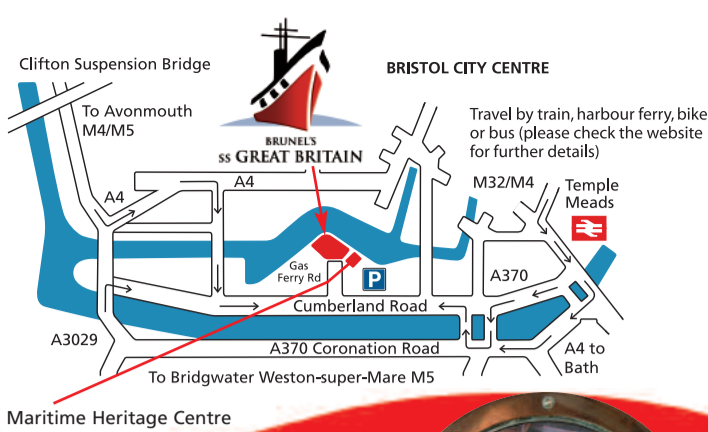 Clifton Suspension Bridge
BRISTOL CITY CENTRE
To Avonmouth
M4/M5
BRUNEL'S
ss GREAT BRITAIN
Travel by train, harbour ferry, bike
or bus (please check the website
for further details)
A4
A4
M32/M4
Temple
Meads
Gas
Ferry Rd
P
A370
Cumberland Road
A3029
A370 Coronation Road
A4 to
Bath
To Bridgwater Weston-super-Mare M5
Maritime Heritage Centre